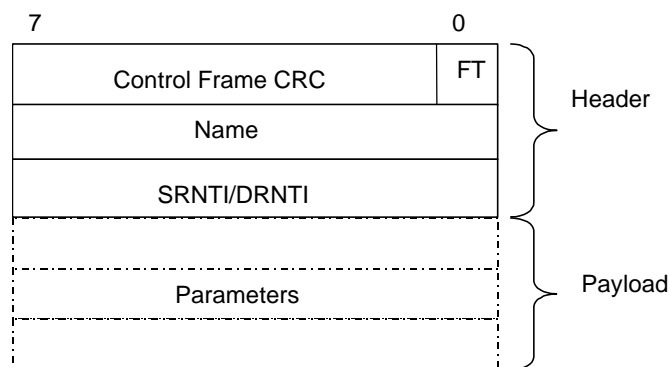 7 0
Control Frame CRC FT
Header
Name
SRNTI/DRNTI
Parameters
Payload